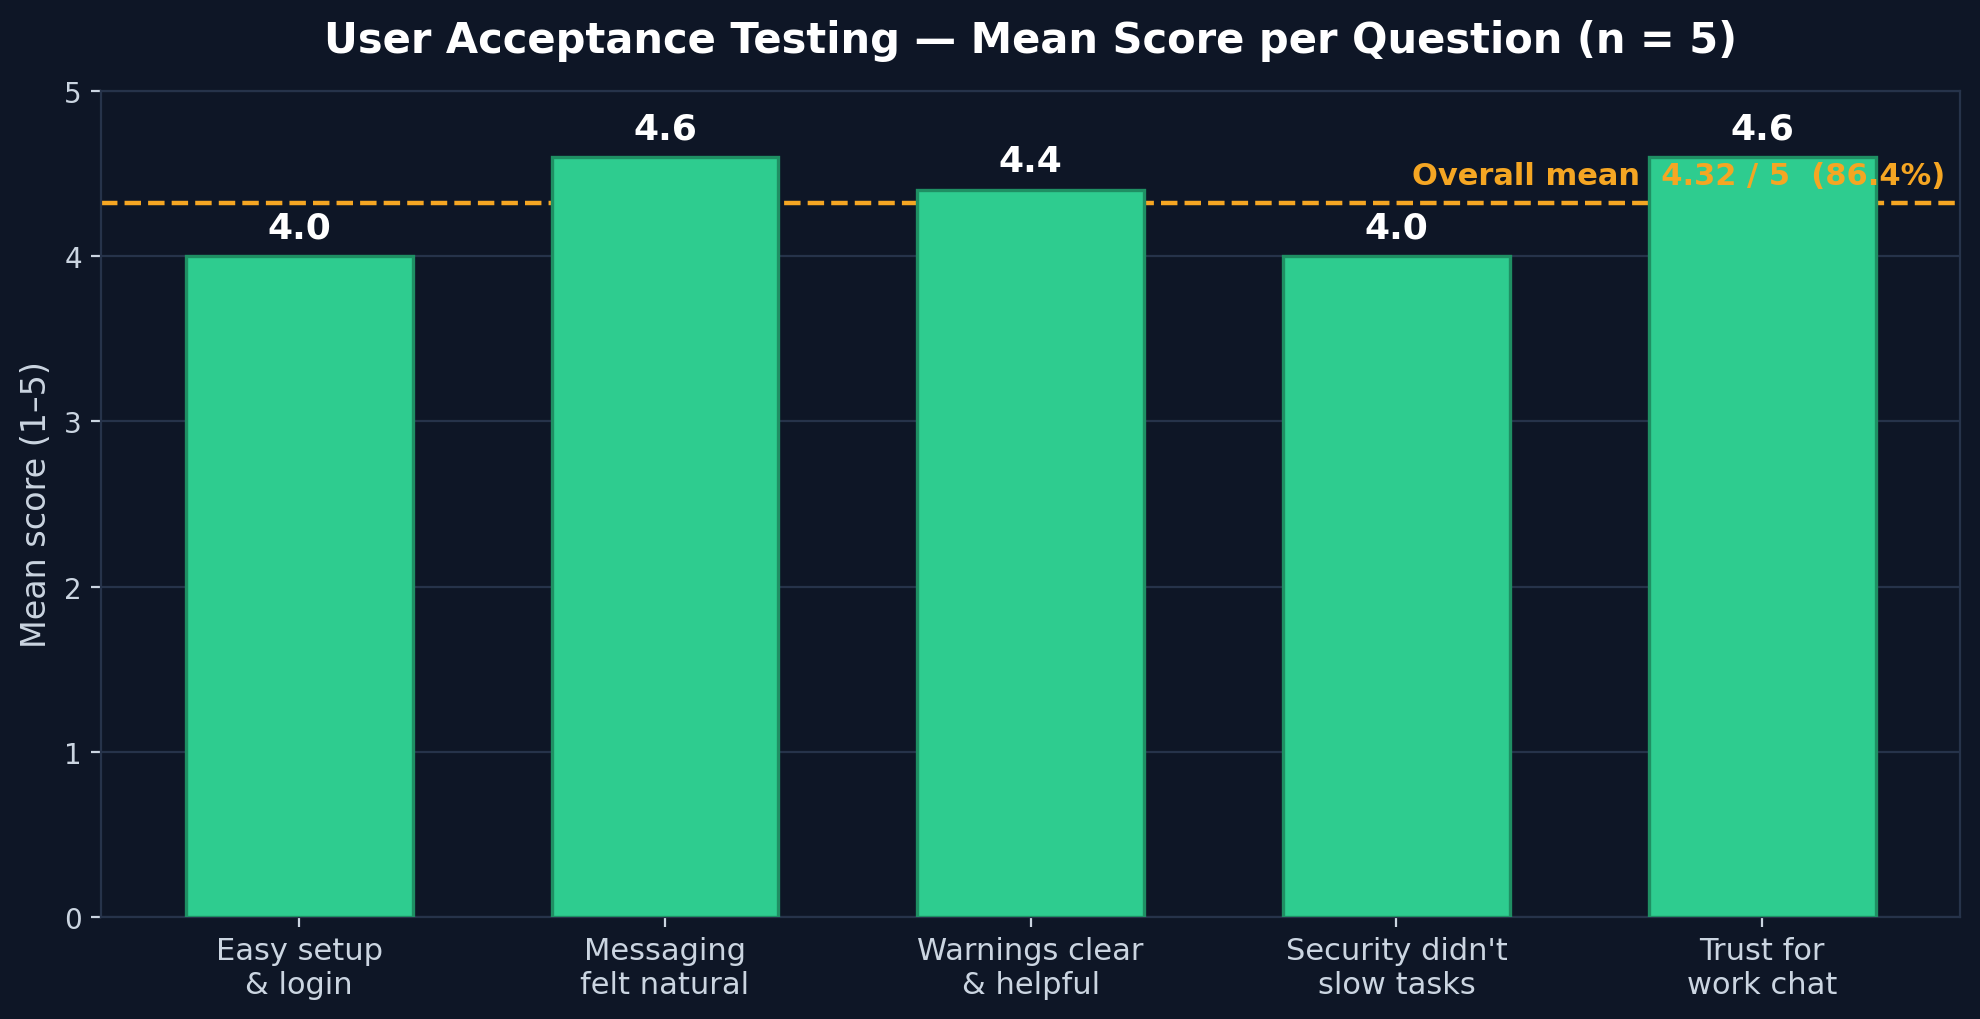 User Acceptance Testing — Mean Score per Question (n = 5)
Mean score (1–5)
5
4
3
2
1
0
4.0
4.6
4.4
4.0
4.6
Overall mean  4.32 / 5  (86.4%)
Easy setup
& login
Messaging
felt natural
Warnings clear
& helpful
Security didn't
slow tasks
Trust for
work chat